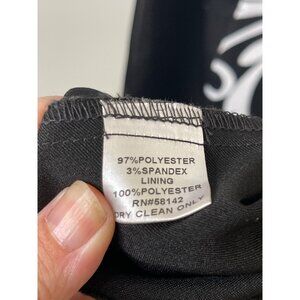 97%POLYESTER
3%SPANDEX
LINING
100%POLYESTER
RN#58142
DRY CLEAN ONLY